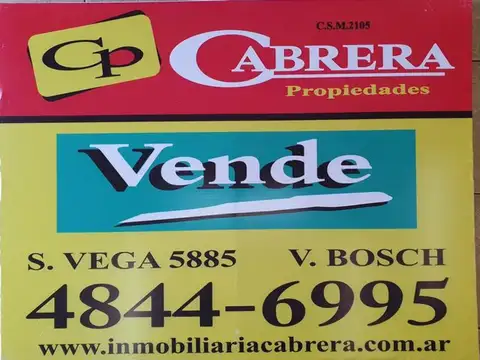 C.S.M.2105
Cp CABRERA
Propiedades
Vende
S. VEGA 5885 V. BOSCH
4844-6995
www.inmobiliariacabrera.com.ar